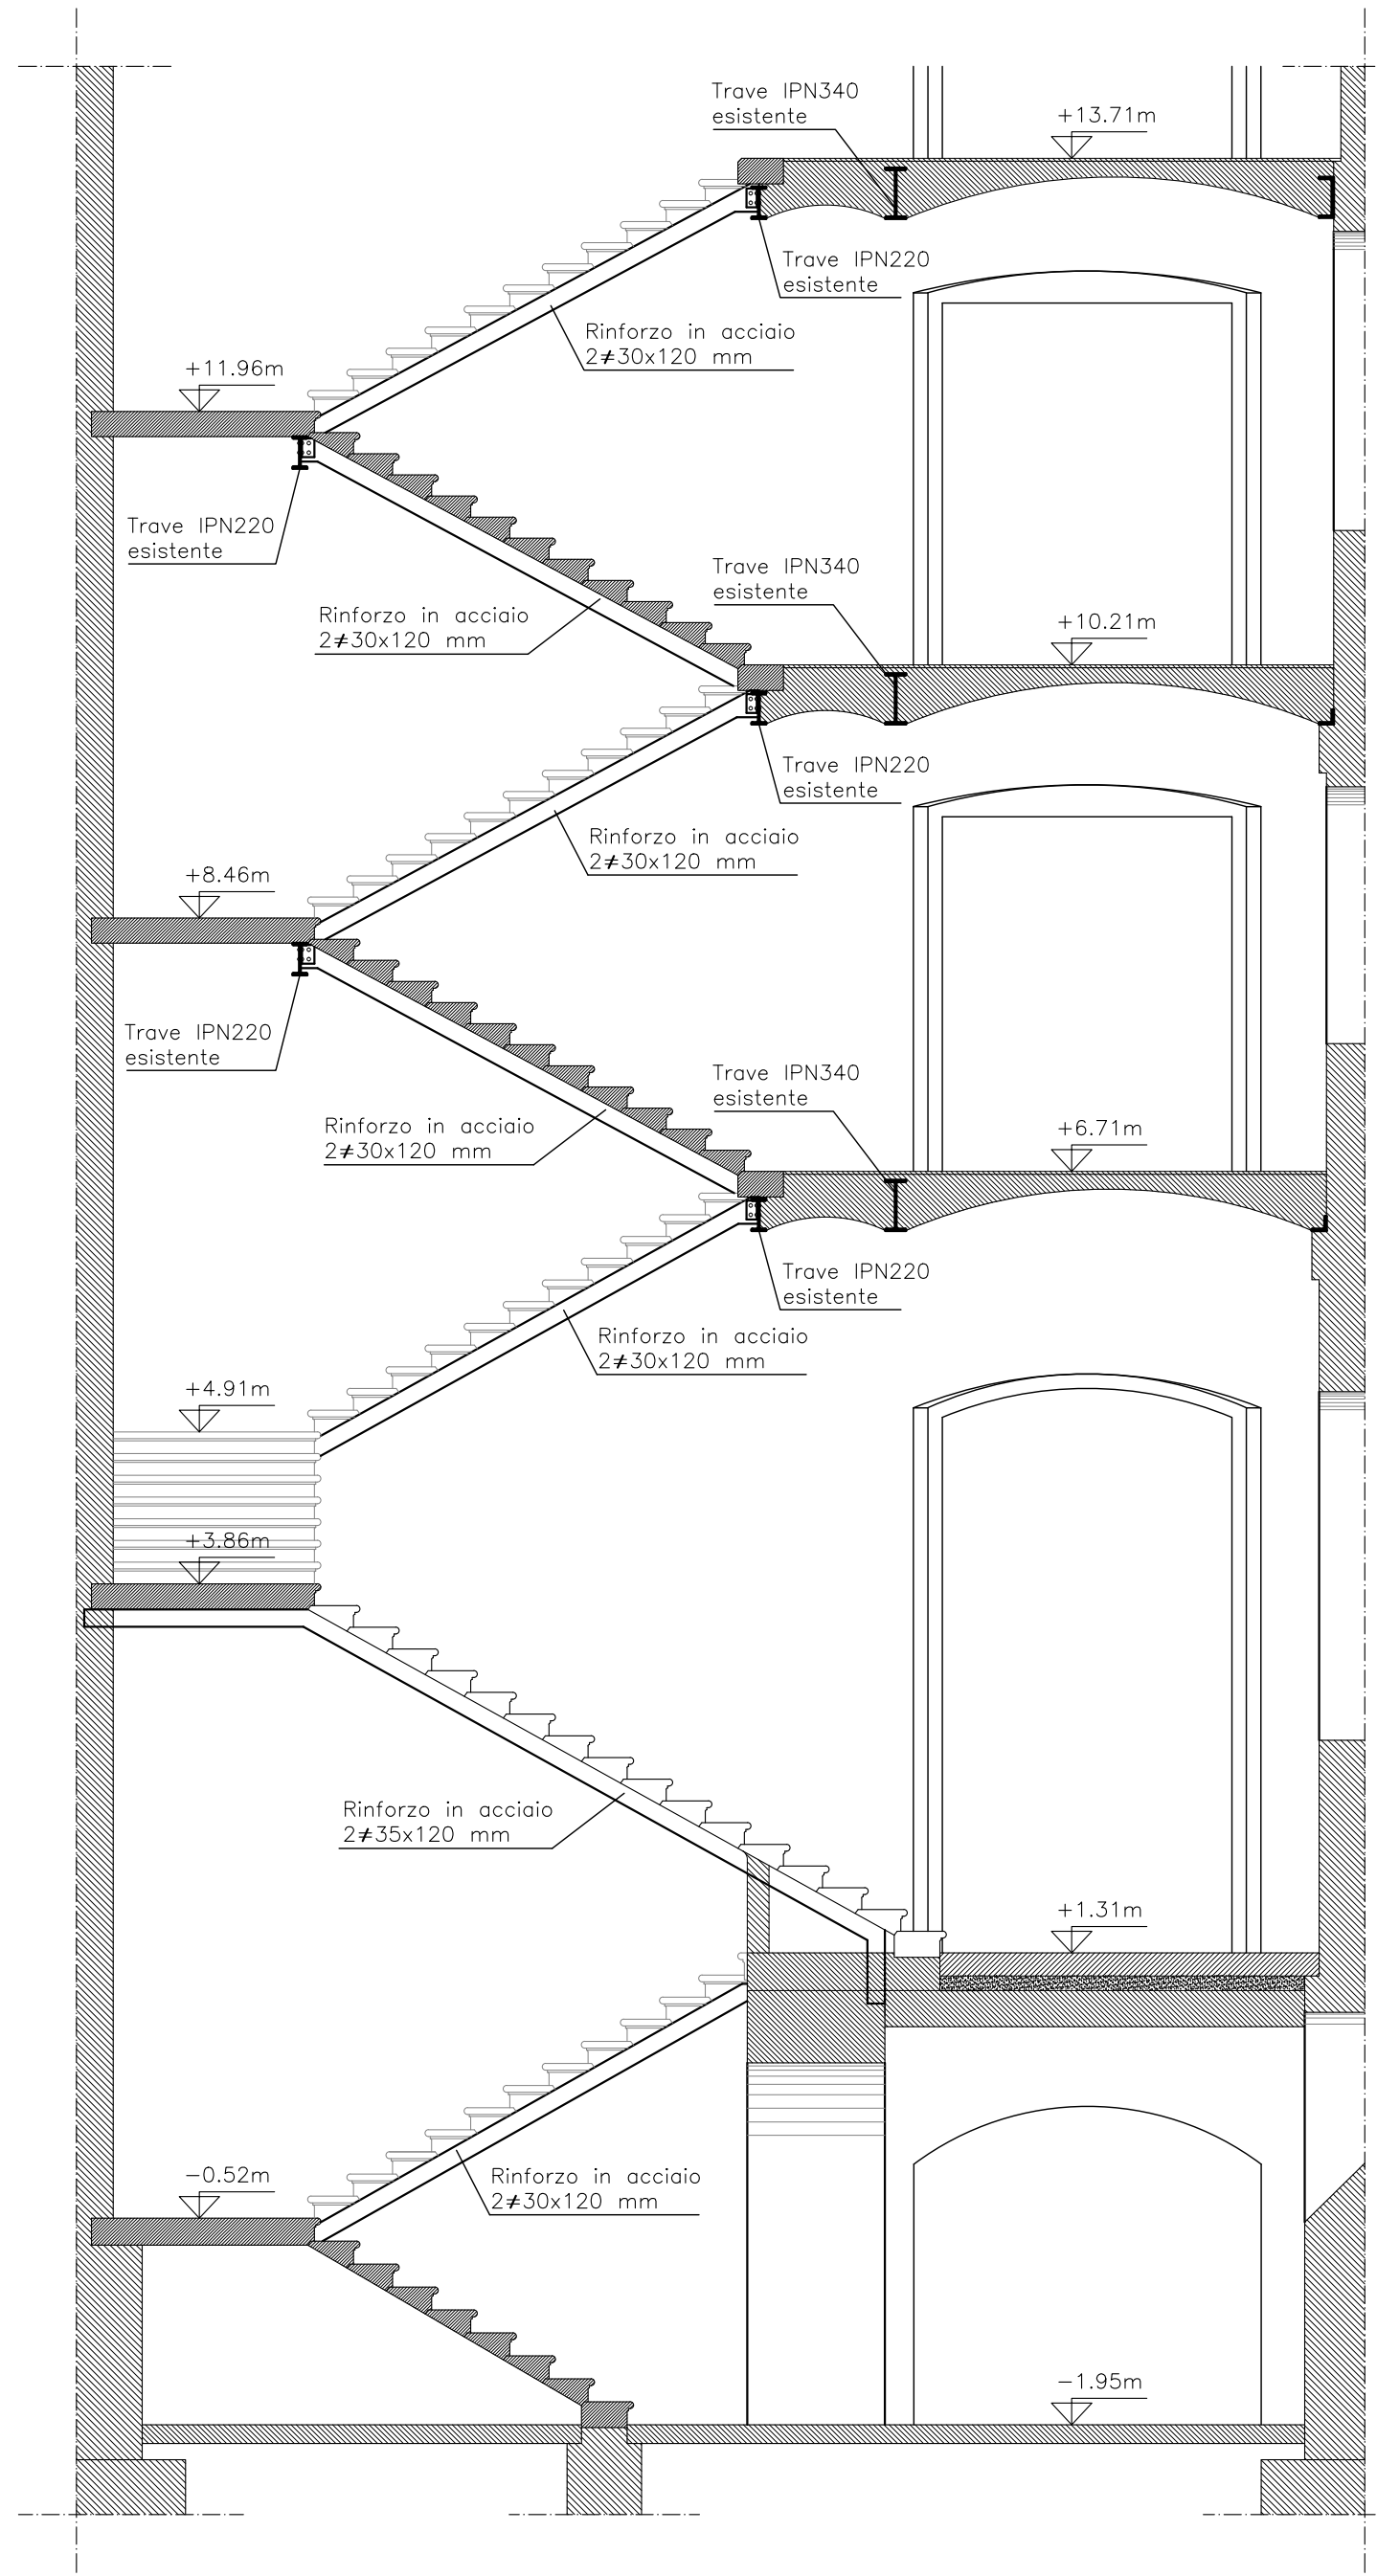 Trave IPN340
esistente
+13.71m
Trave IPN220
esistente
Rinforzo in acciaio
2≠30x120 mm
+11.96m
Trave IPN220
esistente
Trave IPN340
esistente
Rinforzo in acciaio
2≠30x120 mm
+10.21m
Trave IPN220
esistente
Rinforzo in acciaio
2≠30x120 mm
+8.46m
Trave IPN220
esistente
Trave IPN340
esistente
Rinforzo in acciaio
2≠30x120 mm
+6.71m
Trave IPN220
esistente
Rinforzo in acciaio
2≠30x120 mm
+4.91m
+3.86m
Rinforzo in acciaio
2≠35x120 mm
+1.31m
−0.52m
Rinforzo in acciaio
2≠30x120 mm
−1.95m